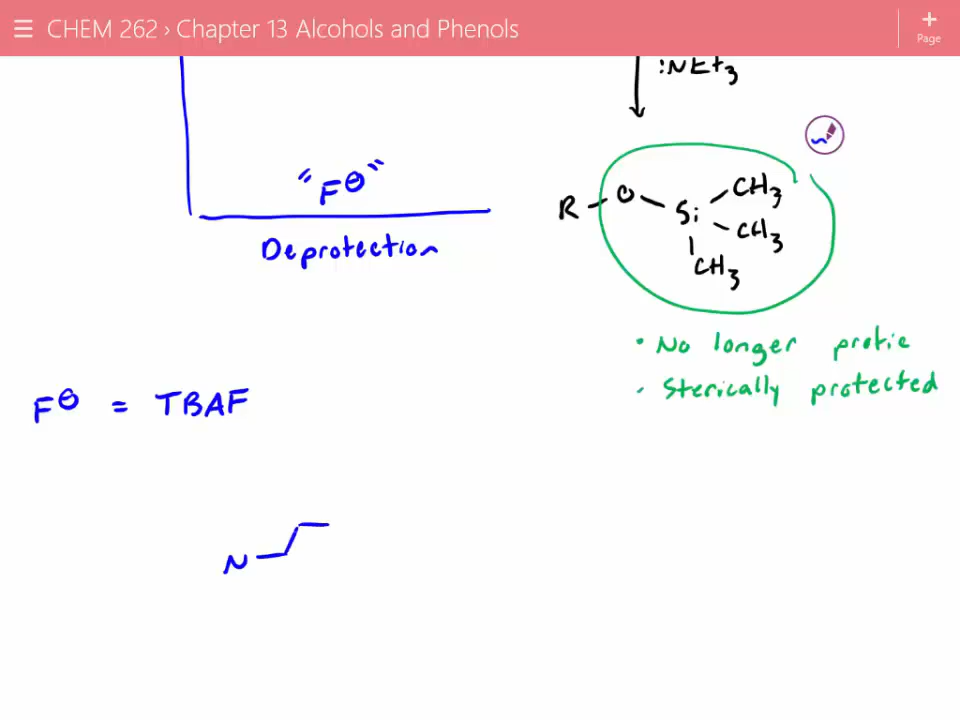 ☰ CHEM 262 › Chapter 13 Alcohols and Phenols
+ Page
:NEt3
"F⊖"
Deprotection
R - O - Si - CH3
CH3
CH3
• No longer protic
• Sterically protected
F⊖ = TBAF
N